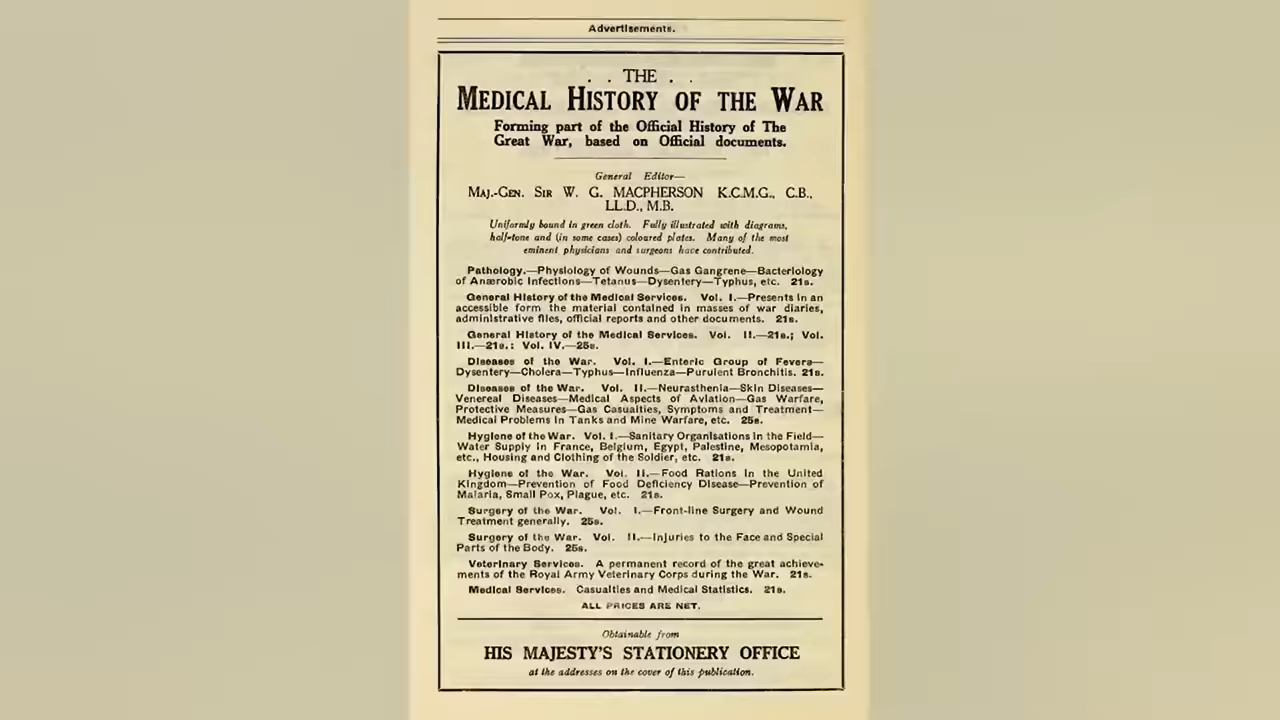 Advertisements.
. . THE . .
MEDICAL HISTORY OF THE WAR
Forming part of the Official History of The
Great War, based on Official documents.
General Editor—
MAJ.-GEN. SIR W. G. MACPHERSON K.C.M.G., C.B.,
LL.D., M.B.
Uniformly bound in green cloth. Fully illustrated with diagrams,
half-tone and (in some cases) coloured plates. Many of the most
eminent physicians and surgeons have contributed.
Pathology.—Physiology of Wounds—Gas Gangrene—Bacteriology
of Anærobic Infections—Tetanus—Dysentery—Typhus, etc. 21s.
General History of the Medical Services. Vol. I.—Presents in an
accessible form the material contained in masses of war diaries,
administrative files, official reports and other documents. 21s.
General History of the Medical Services. Vol. II.—21s.; Vol.
III.—21s.: Vol. IV.—25s.
Diseases of the War. Vol. I.—Enteric Group of Fevers—
Dysentery—Cholera—Typhus—Influenza—Purulent Bronchitis. 21s.
Diseases of the War. Vol. II.—Neurasthenia—Skin Diseases—
Venereal Diseases—Medical Aspects of Aviation—Gas Warfare,
Protective Measures—Gas Casualties, Symptoms and Treatment—
Medical Problems in Tanks and Mine Warfare, etc. 25s.
Hygiene of the War. Vol. I.—Sanitary Organisations in the Field—
Water Supply in France, Belgium, Egypt, Palestine, Mesopotamia,
etc., Housing and Clothing of the Soldier, etc. 21s.
Hygiene of the War. Vol. II.—Food Rations in the United
Kingdom—Prevention of Food Deficiency Disease—Prevention of
Malaria, Small Pox, Plague, etc. 21s.
Surgery of the War. Vol. I.—Front-line Surgery and Wound
Treatment generally. 25s.
Surgery of the War. Vol. II.—Injuries to the Face and Special
Parts of the Body. 25s.
Veterinary Services. A permanent record of the great achieve-
ments of the Royal Army Veterinary Corps during the War. 21s.
Medical Services. Casualties and Medical Statistics. 21s.
ALL PRICES ARE NET.
Obtainable from
HIS MAJESTY'S STATIONERY OFFICE
at the addresses on the cover of this publication.